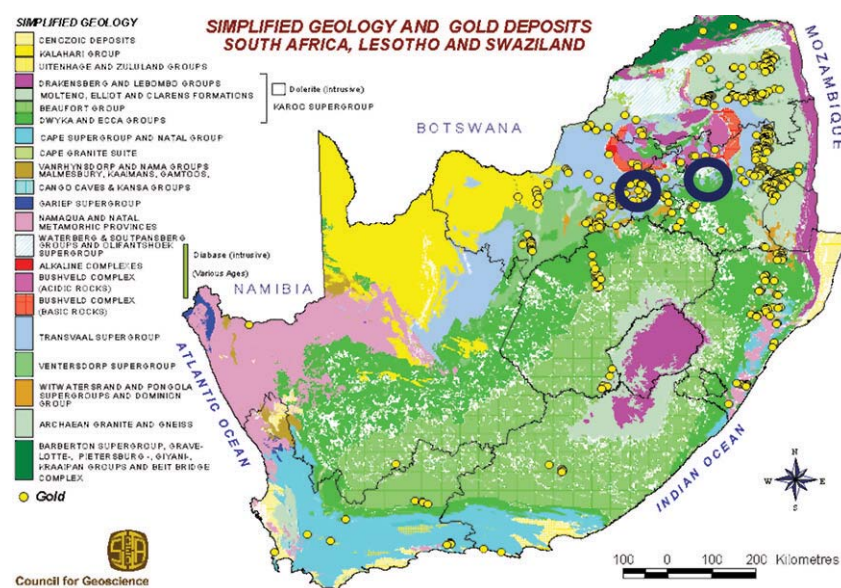 SIMPLIFIED GEOLOGY AND GOLD DEPOSITS
SOUTH AFRICA, LESOTHO AND SWAZILAND
SIMPLIFIED GEOLOGY
CENOZOIC DEPOSITS
KALAHARI GROUP
UITENHAGE AND ZULULAND GROUPS
DRAKENSBERG AND LEBOMBO GROUPS
MOLTENO, ELLIOT AND CLARENS FORMATIONS
BEAUFORT GROUP
DWYKA AND ECCA GROUPS
Dolerite (Intrusive)
KAROO SUPERGROUP
CAPE SUPERGROUP AND NATAL GROUP
CAPE GRANITE SUITE
VANRHYNSDORP AND NAMA GROUPS
MALMESBURY, KAAIMANS, GAMTOOS,
CANGO CAVES & KANSA GROUPS
GARIEP SUPERGROUP
NAMAQUA AND NATAL
METAMORHIC PROVINCES
WATERBERG & SOUTPANSBERG
GROUPS AND OLIFANTSHOEK
SUPERGROUP
ALKALINE COMPLEXES
BUSHVELD COMPLEX
(ACIDIC ROCKS)
BUSHVELD COMPLEX
(BASIC ROCKS)
Diabase (Intrusive)
(Various Ages)
TRANSVAAL SUPERGROUP
VENTERSDORP SUPERGROUP
WITWATERSRAND AND PONGOLA
SUPERGROUPS AND DOMINION
GROUP
ARCHAEAN GRANITE AND GNEISS
BARBERTON SUPERGROUP, GRAVE-
LOTTE-, PIETERSBURG-, GIYANI-,
KRAAIPAN GROUPS AND BEIT BRIDGE
COMPLEX
Gold
BOTSWANA
NAMIBIA
MOZAMBIQUE
ATLANTIC OCEAN
INDIAN OCEAN
N
W E
S
100 0 100 200 Kilometres
Council for Geoscience